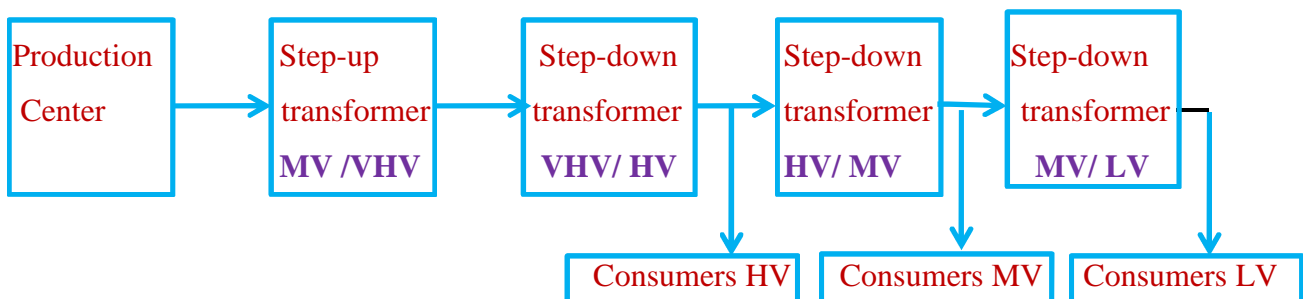 Production
Center
Step-up
transformer
MV /VHV
Step-down
transformer
VHV/ HV
Step-down
transformer
HV/ MV
Step-down
transformer
MV/ LV
Consumers HV
Consumers MV
Consumers LV